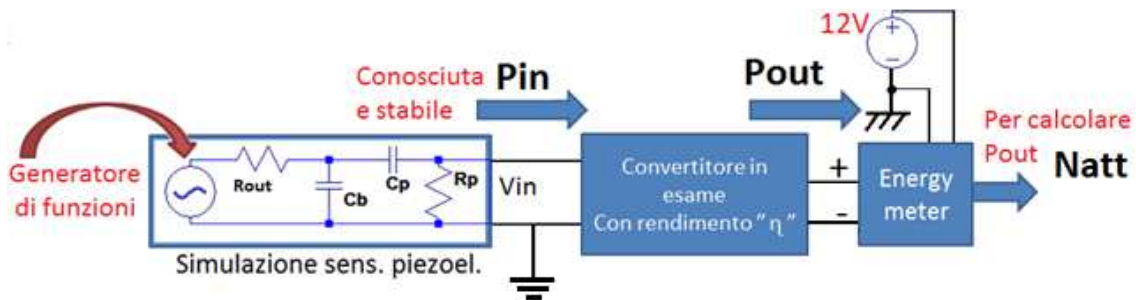 12V
Conosciuta
e stabile
Pin
Pout
Generatore
di funzioni
Rout
Cb
Cp
Rp
Vin
Convertitore in
esame
Con rendimento “ η ”
+
-
Energy
meter
Per calcolare
Pout
Natt
Simulazione sens. piezoel.